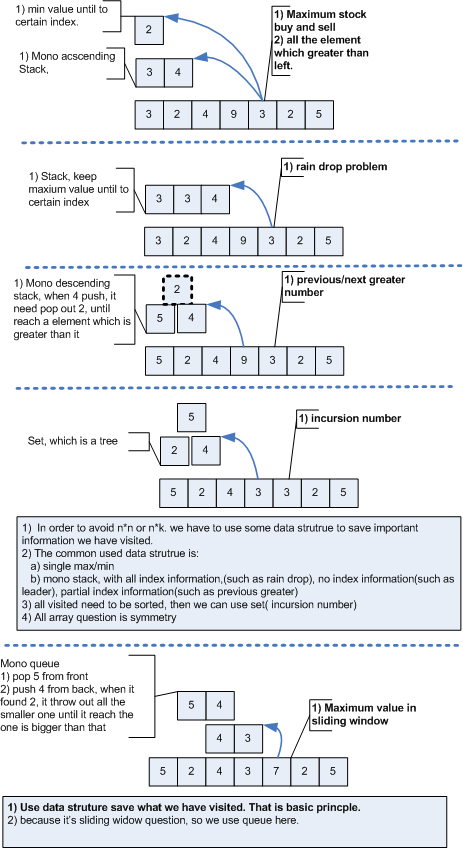 1) min value until to
certain index.
2
1) Maximum stock
buy and sell
2) all the element
which greater than
left.
1) Mono acscending
Stack,
3 4
3 2 4 9 3 2 5
1) rain drop problem
1) Stack, keep
maxium value until to
certain index
3 3 4
3 2 4 9 3 2 5
1) Mono descending
stack, when 4 push, it
need pop out 2, until
reach a element which is
greater than it
2
5 4
1) previous/next greater
number
5 2 4 9 3 2 5
5
1) incursion number
Set, which is a tree
2 4
5 2 4 3 3 2 5
1) In order to avoid n*n or n*k. we have to use some data strutrue to save important
information we have visited.
2) The common used data strutrue is:
a) single max/min
b) mono stack, with all index information,(such as rain drop), no index information(such as
leader), partial index information(such as previous greater)
3) all visited need to be sorted, then we can use set( incursion number)
4) All array question is symmetry
Mono queue
1) pop 5 from front
2) push 4 from back, when it
found 2, it throw out all the
smaller one until it reach the
one is bigger than that
5 4
4 3
1) Maximum value in
sliding window
5 2 4 3 7 2 5
1) Use data struture save what we have visited. That is basic princple.
2) because it's sliding widow question, so we use queue here.